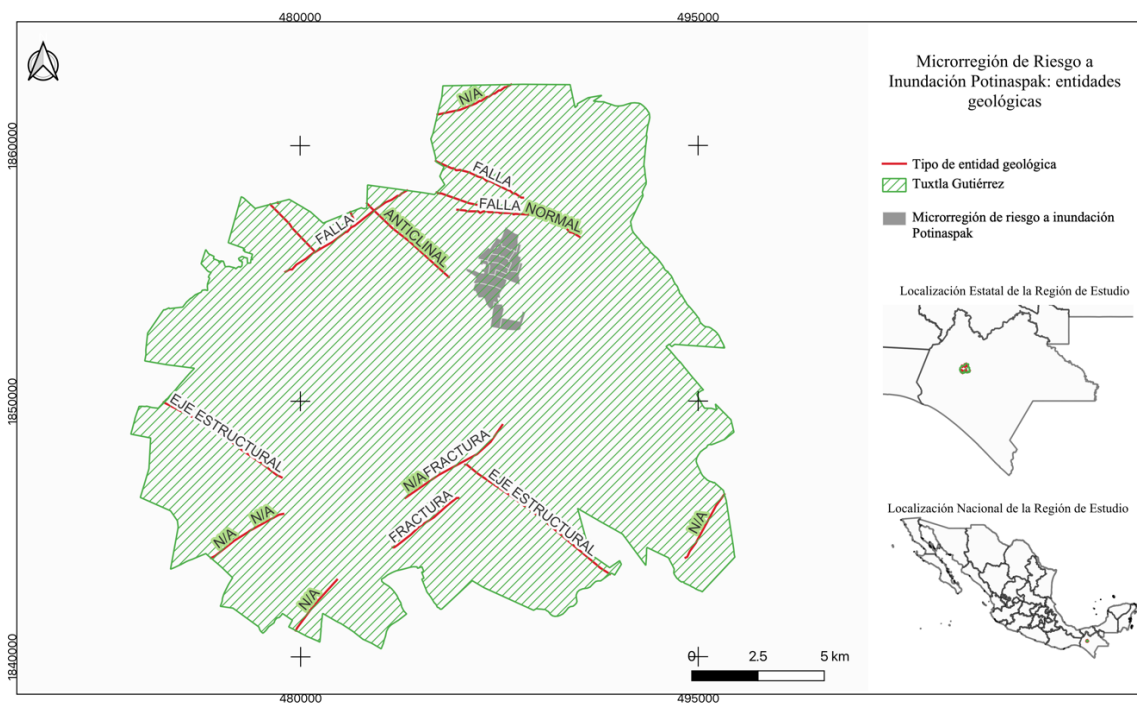 480000
495000
Microrregión de Riesgo a
Inundación Potinaspak: entidades
geológicas
Tipo de entidad geológica
Tuxtla Gutiérrez
Microrregión de riesgo a inundación
Potinaspak
Localización Estatal de la Región de Estudio
Localización Nacional de la Región de Estudio
1860000
1850000
1840000
N/A
FALLA
FALLA
NORMAL
FALLA
ANTICLINAL
EJE ESTRUCTURAL
N/A
FRACTURA
EJE ESTRUCTURAL
FRACTURA
N/A
N/A
N/A
N/A
0
2.5
5 km
480000
495000